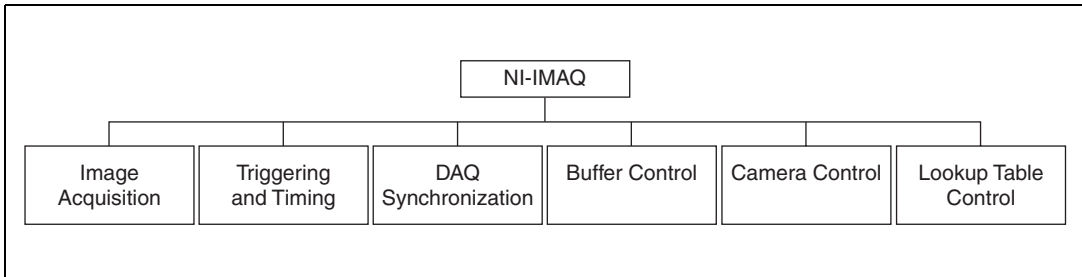 NI-IMAQ
Image
Acquisition
Triggering
and Timing
DAQ
Synchronization
Buffer Control
Camera Control
Lookup Table
Control